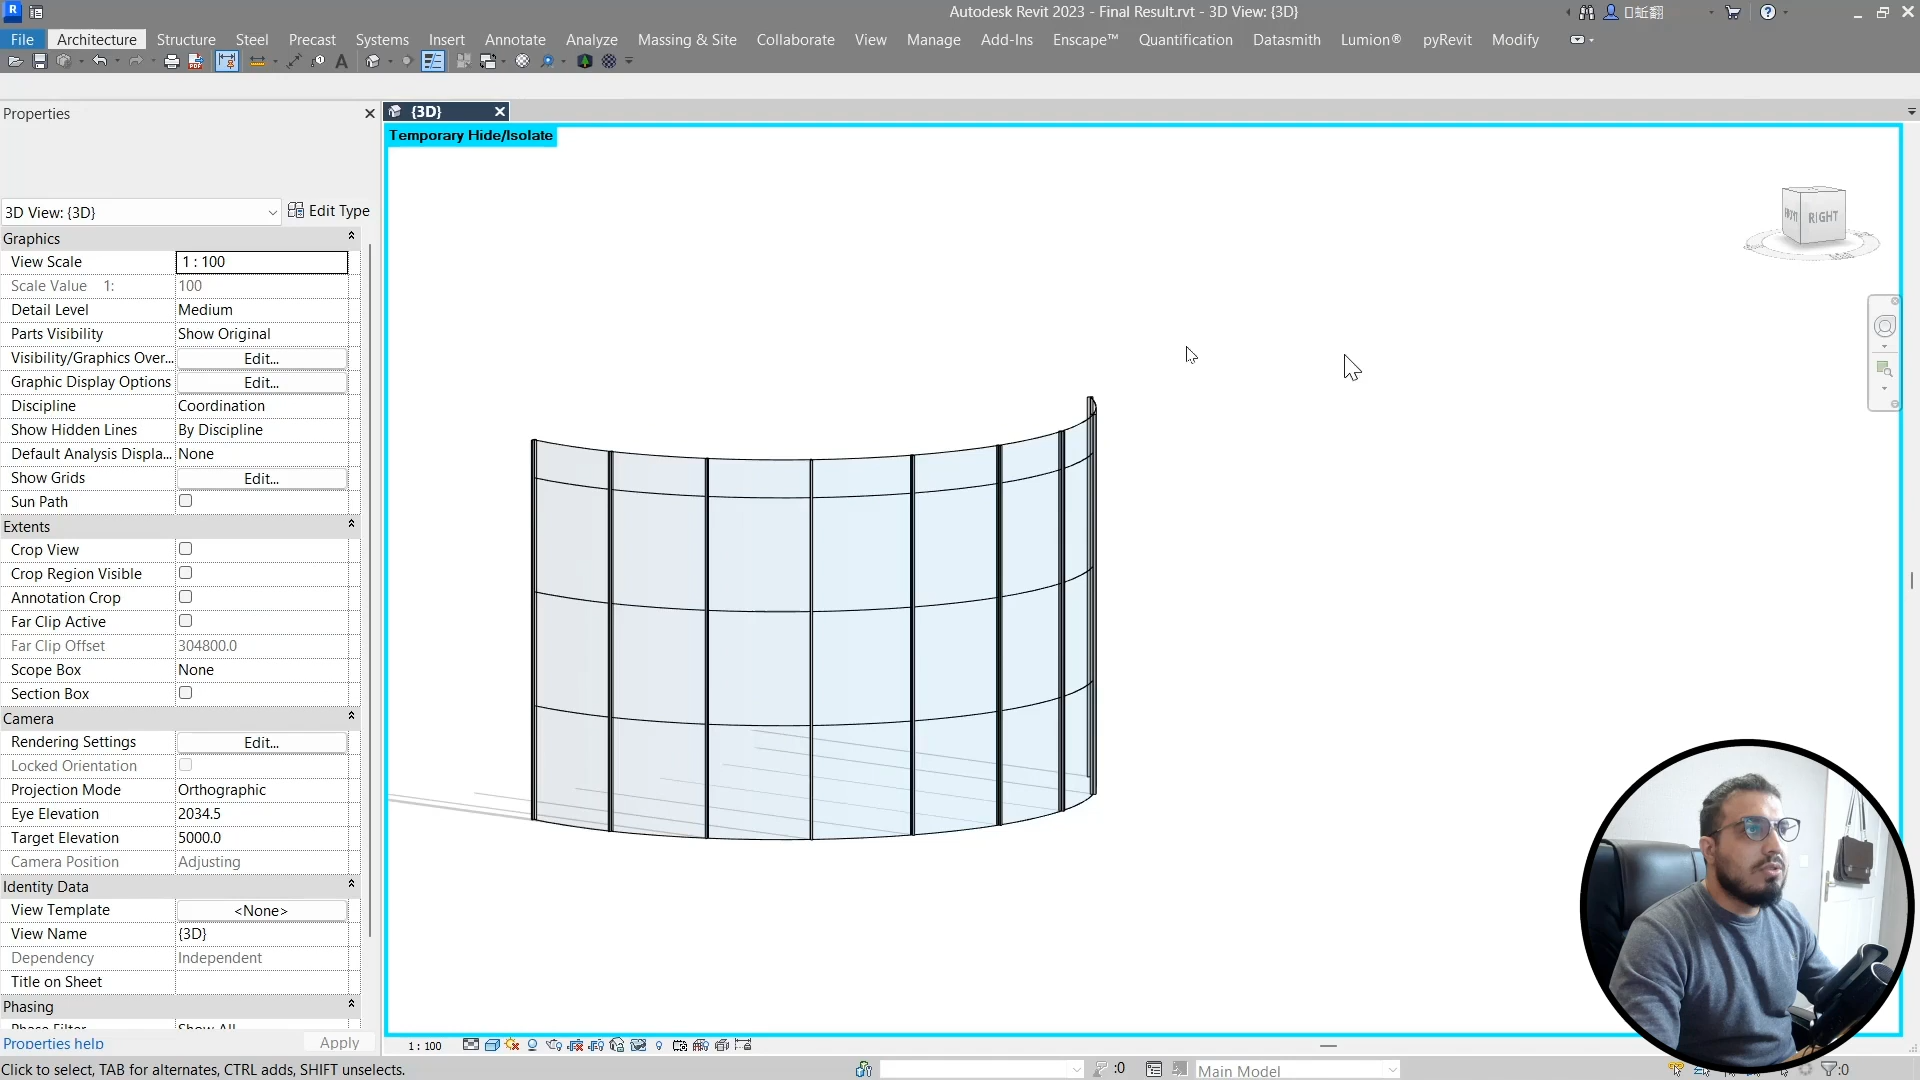 Autodesk Revit 2023 - Final Result.rvt - 3D View: {3D}
File Architecture Structure Steel Precast Systems Insert Annotate Analyze Massing & Site Collaborate View Manage Add-Ins Enscape™ Quantification Datasmith Lumion® pyRevit Modify
Properties
{3D}
Temporary Hide/Isolate
3D View: {3D}
Edit Type
FRONT RIGHT
Graphics
View Scale 1 : 100
Scale Value 1: 100
Detail Level Medium
Parts Visibility Show Original
Visibility/Graphics Over... Edit...
Graphic Display Options Edit...
Discipline Coordination
Show Hidden Lines By Discipline
Default Analysis Displa... None
Show Grids Edit...
Sun Path
Extents
Crop View
Crop Region Visible
Annotation Crop
Far Clip Active
Far Clip Offset 304800.0
Scope Box None
Section Box
Camera
Rendering Settings Edit...
Locked Orientation
Projection Mode Orthographic
Eye Elevation 2034.5
Target Elevation 5000.0
Camera Position Adjusting
Identity Data
View Template <None>
View Name {3D}
Dependency Independent
Title on Sheet
Phasing
Phase Filter Show All
Properties help
Apply
1 : 100
Click to select, TAB for alternates, CTRL adds, SHIFT unselects.
:0
Main Model
:0